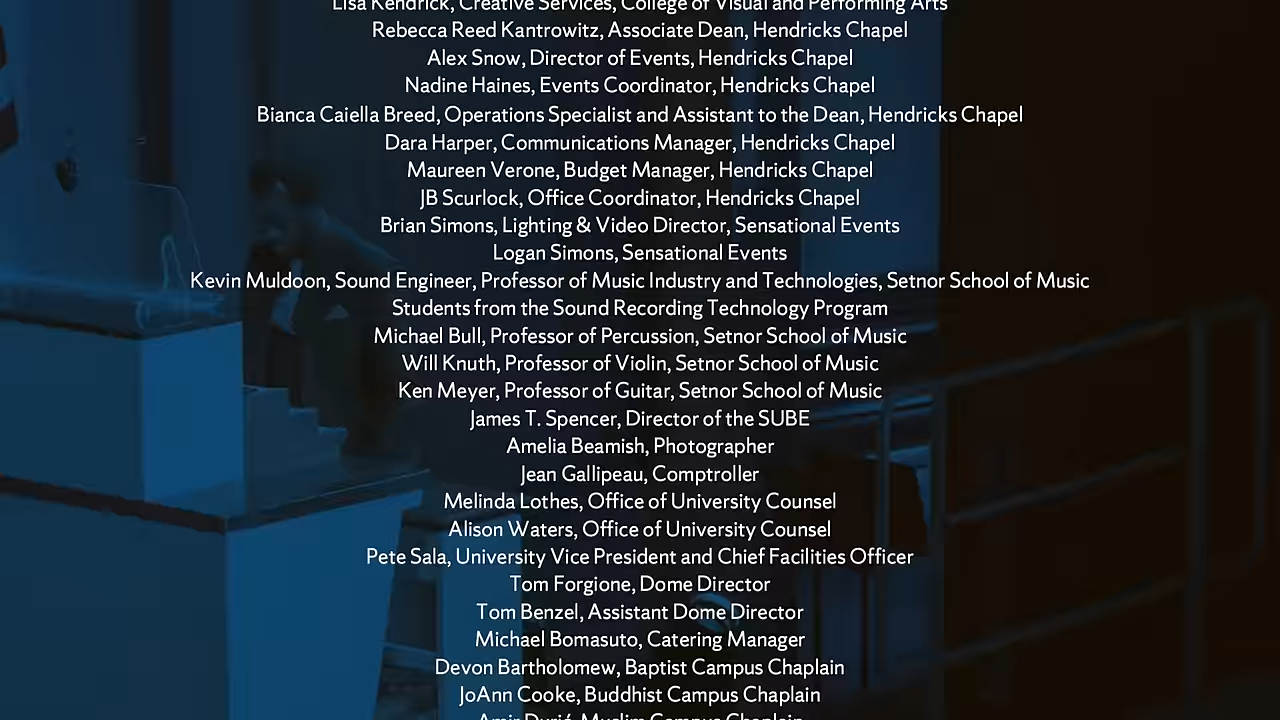 Lisa Kendrick, Creative Services, College of Visual and Performing Arts
Rebecca Reed Kantrowitz, Associate Dean, Hendricks Chapel
Alex Snow, Director of Events, Hendricks Chapel
Nadine Haines, Events Coordinator, Hendricks Chapel
Bianca Caiella Breed, Operations Specialist and Assistant to the Dean, Hendricks Chapel
Dara Harper, Communications Manager, Hendricks Chapel
Maureen Verone, Budget Manager, Hendricks Chapel
JB Scurlock, Office Coordinator, Hendricks Chapel
Brian Simons, Lighting & Video Director, Sensational Events
Logan Simons, Sensational Events
Kevin Muldoon, Sound Engineer, Professor of Music Industry and Technologies, Setnor School of Music
Students from the Sound Recording Technology Program
Michael Bull, Professor of Percussion, Setnor School of Music
Will Knuth, Professor of Violin, Setnor School of Music
Ken Meyer, Professor of Guitar, Setnor School of Music
James T. Spencer, Director of the SUBE
Amelia Beamish, Photographer
Jean Gallipeau, Comptroller
Melinda Lothes, Office of University Counsel
Alison Waters, Office of University Counsel
Pete Sala, University Vice President and Chief Facilities Officer
Tom Forgione, Dome Director
Tom Benzel, Assistant Dome Director
Michael Bomasuto, Catering Manager
Devon Bartholomew, Baptist Campus Chaplain
JoAnn Cooke, Buddhist Campus Chaplain
Amir Durić, Muslim Campus Chaplain